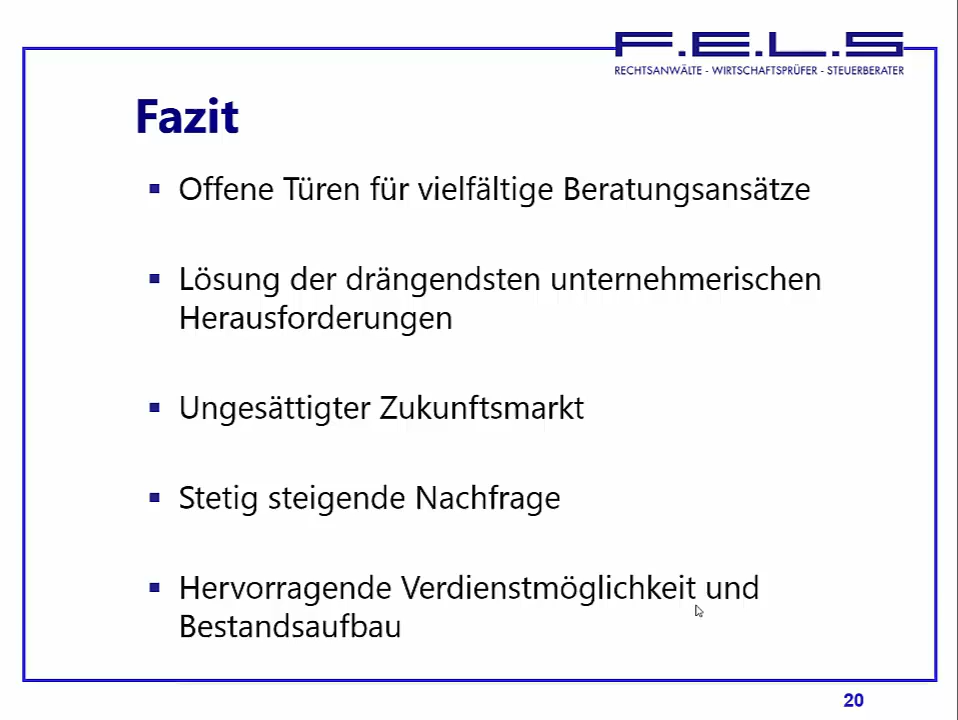 F.E.L.S
RECHTSANWÄLTE - WIRTSCHAFTSPRÜFER - STEUERBERATER
Fazit
▪ Offene Türen für vielfältige Beratungsansätze
▪ Lösung der drängendsten unternehmerischen
Herausforderungen
▪ Ungesättigter Zukunftsmarkt
▪ Stetig steigende Nachfrage
▪ Hervorragende Verdienstmöglichkeit und
Bestandsaufbau
20